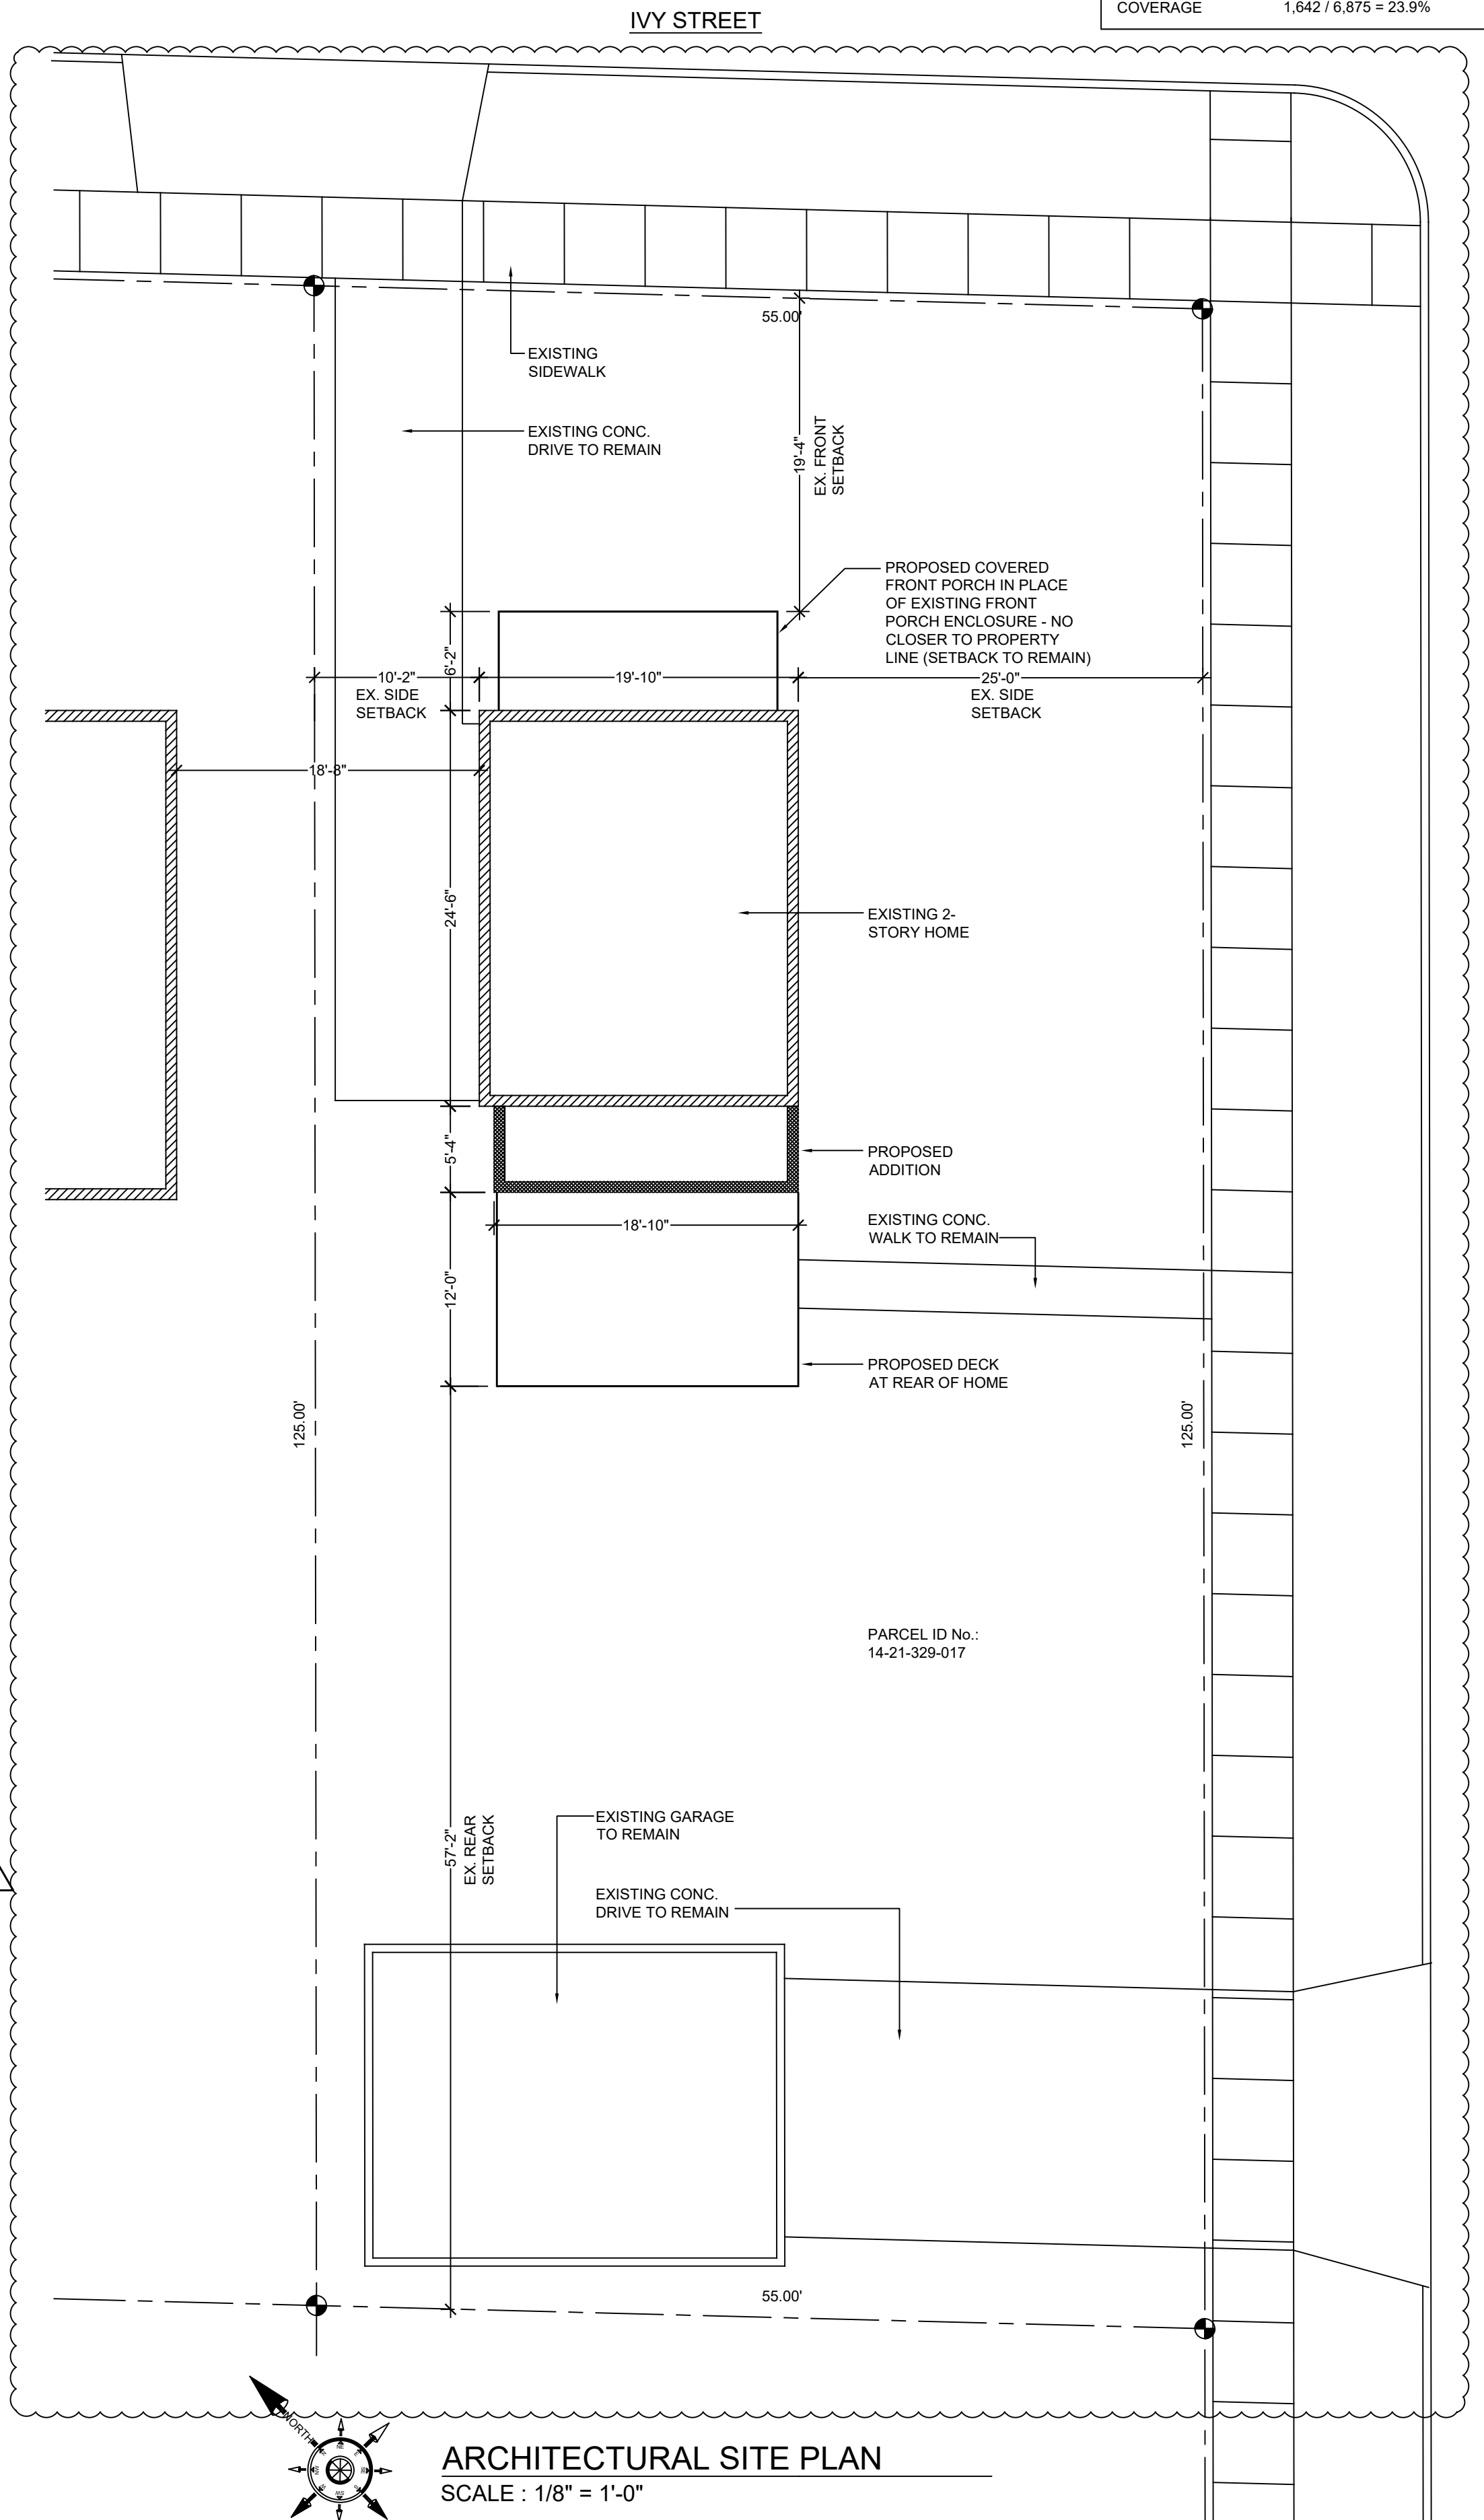 COVERAGE 1,642 / 6,875 = 23.9%
IVY STREET
55.00'
EXISTING
SIDEWALK
EXISTING CONC.
DRIVE TO REMAIN
19'-4"
EX. FRONT
SETBACK
PROPOSED COVERED
FRONT PORCH IN PLACE
OF EXISTING FRONT
PORCH ENCLOSURE - NO
CLOSER TO PROPERTY
LINE (SETBACK TO REMAIN)
6'-2"
10'-2"
EX. SIDE
SETBACK
19'-10"
25'-0"
EX. SIDE
SETBACK
18'-8"
24'-6"
EXISTING 2-
STORY HOME
5'-4"
PROPOSED
ADDITION
18'-10"
EXISTING CONC.
WALK TO REMAIN
12'-0"
PROPOSED DECK
AT REAR OF HOME
125.00'
125.00'
PARCEL ID No.:
14-21-329-017
57'-2"
EX. REAR
SETBACK
EXISTING GARAGE
TO REMAIN
EXISTING CONC.
DRIVE TO REMAIN
55.00'
NORTH
NE
E
NW
SE
SW
ARCHITECTURAL SITE PLAN
SCALE : 1/8" = 1'-0"